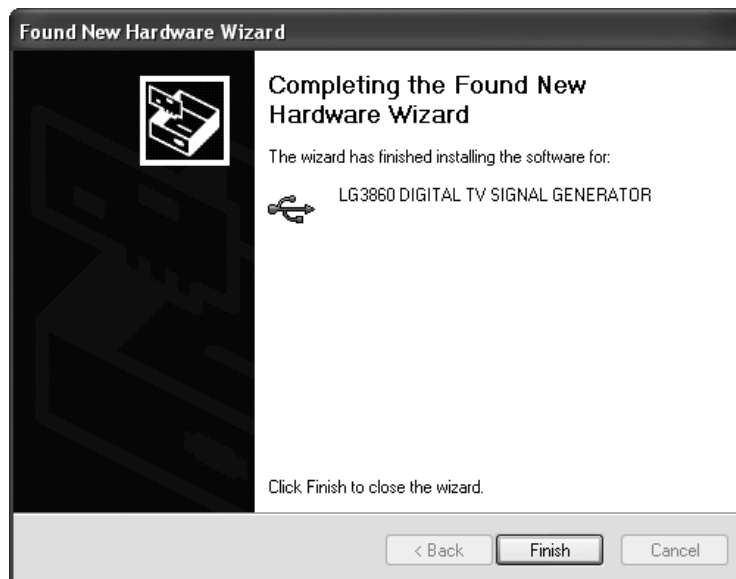 Found New Hardware Wizard
Completing the Found New
Hardware Wizard
The wizard has finished installing the software for:
LG3860 DIGITAL TV SIGNAL GENERATOR
Click Finish to close the wizard.
< Back
Finish
Cancel